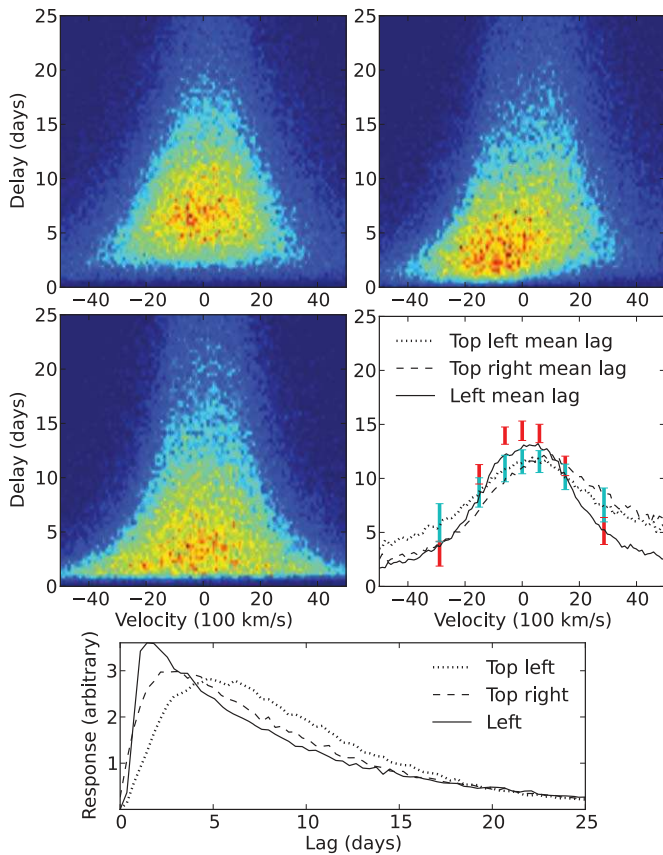 25
20
15
10
5
0
Delay (days)
−40 −20 0 20 40
25
20
15
10
5
0
−40 −20 0 20 40
25
20
15
10
5
0
Delay (days)
−40 −20 0 20 40
Velocity (100 km/s)
25
20
15
10
5
0
Top left mean lag
Top right mean lag
Left mean lag
−40 −20 0 20 40
Velocity (100 km/s)
Response (arbitrary)
3
2
1
Top left
Top right
Left
0 5 10 15 20 25
Lag (days)